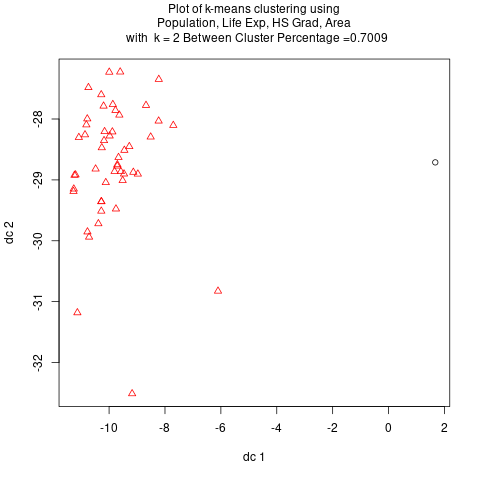 Plot of k-means clustering using
Population, Life Exp, HS Grad, Area
with k = 2 Between Cluster Percentage =0.7009
-28
-29
-30
-31
-32
dc 2
-10
-8
-6
-4
-2
0
2
dc 1